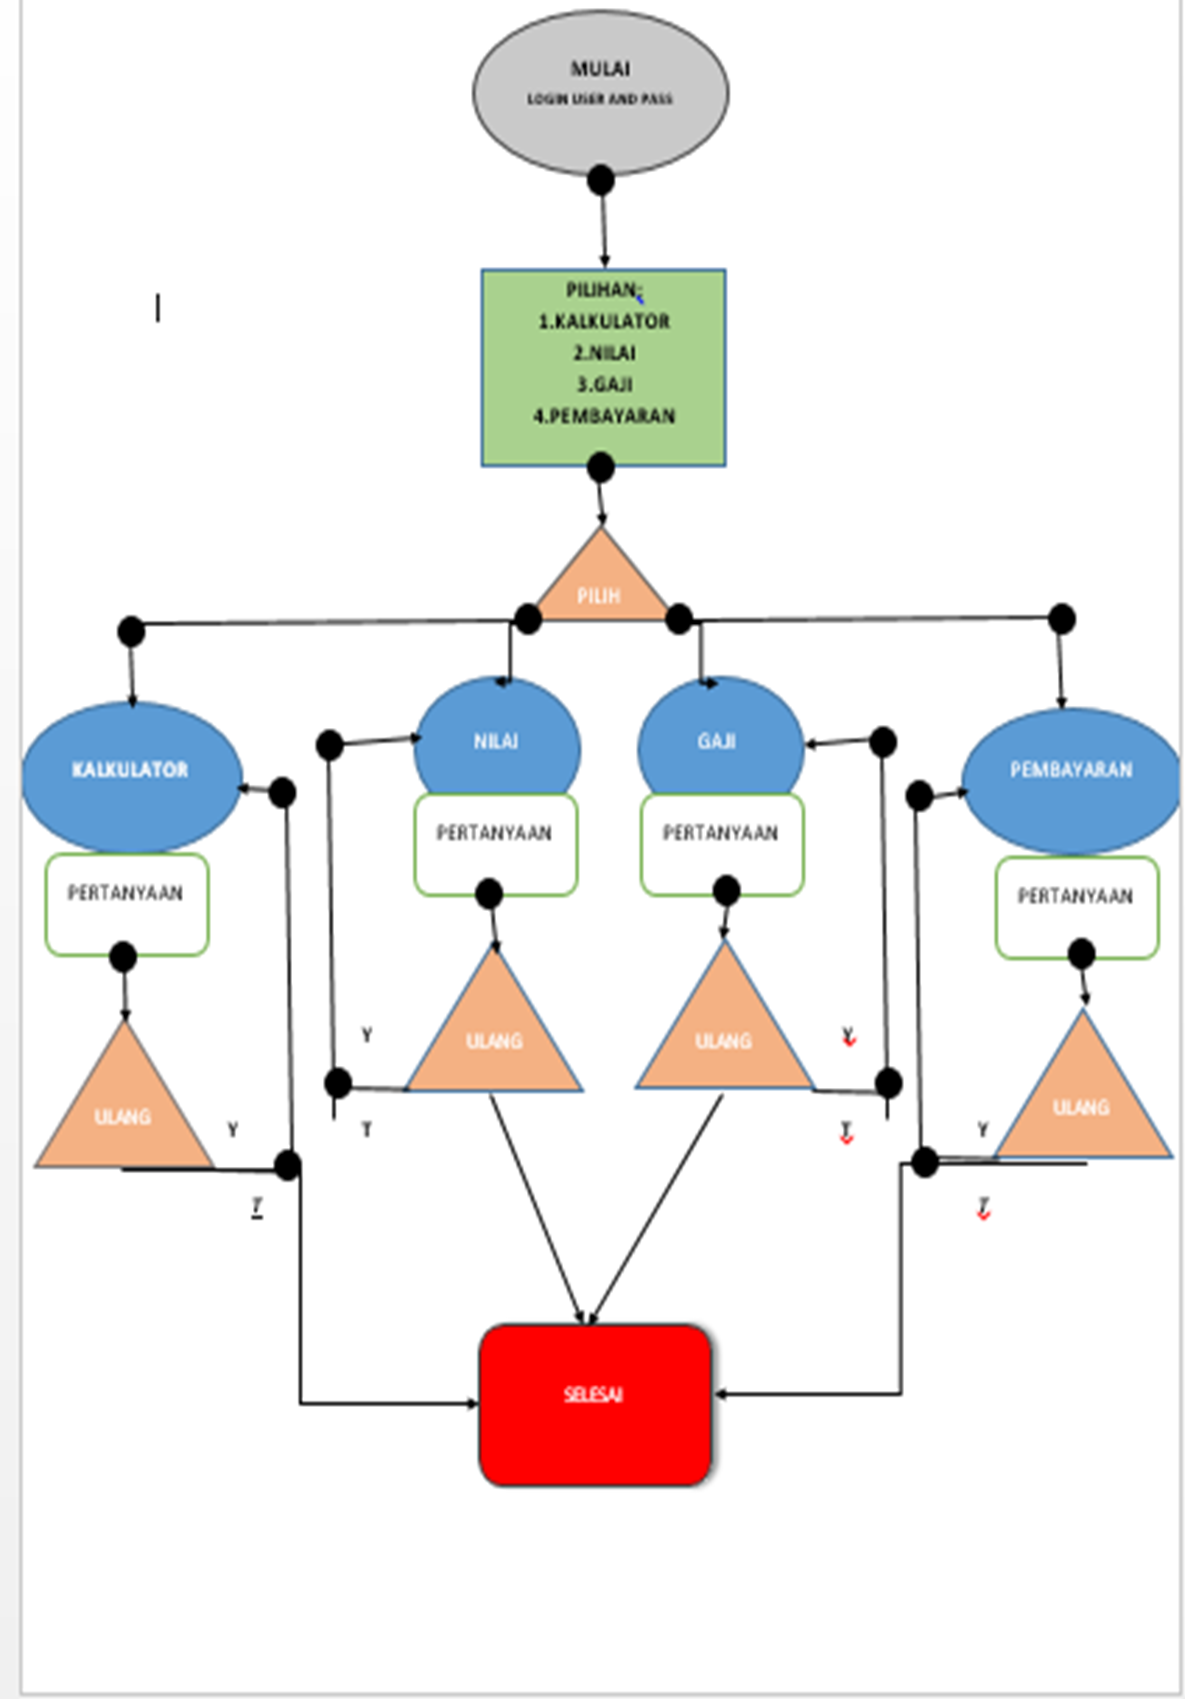 MULAI
LOGIN USER AND PASS
PILIHAN:
1.KALKULATOR
2.NILAI
3.GAJI
4.PEMBAYARAN
PILIH
KALKULATOR
NILAI
GAJI
PEMBAYARAN
PERTANYAAN
PERTANYAAN
PERTANYAAN
PERTANYAAN
ULANG
ULANG
ULANG
ULANG
Y
Y
Y
Y
T
T
T
T
SELESAI